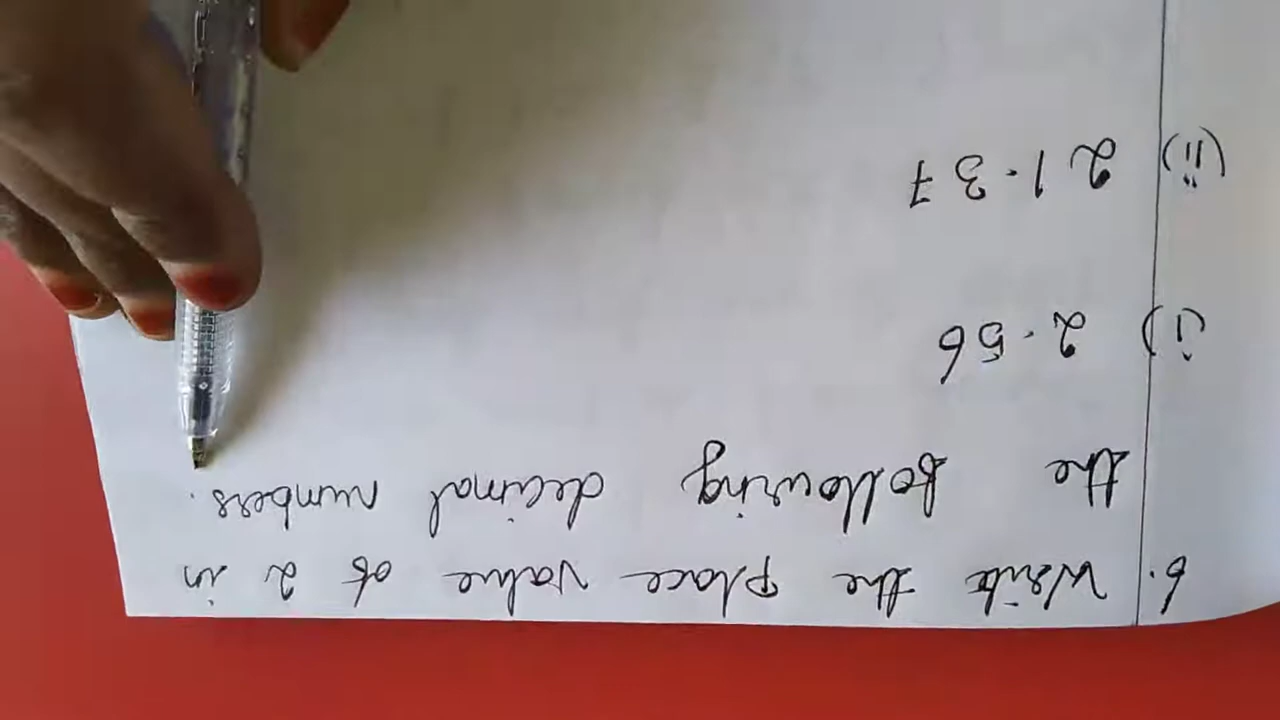 6. Write the place value of 2 in
the following decimal numbers.
(i) 2.56
(ii) 21.37